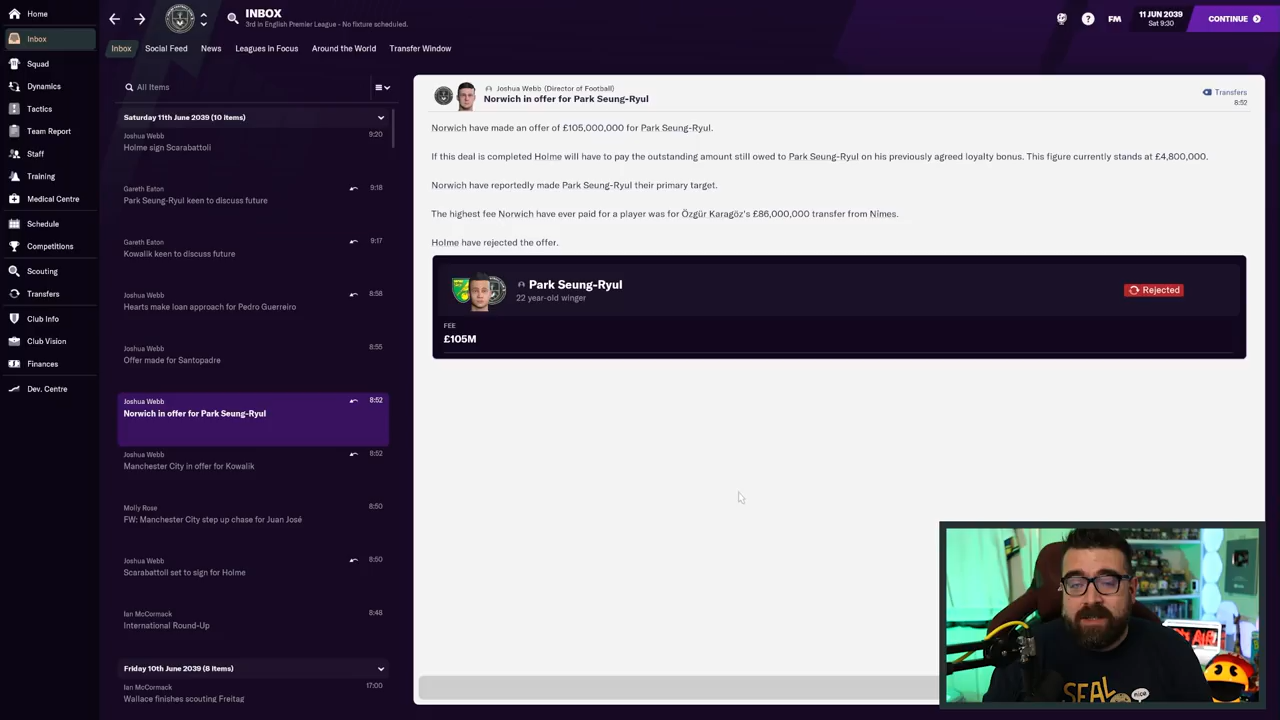 Home
Inbox
Squad
Dynamics
Tactics
Team Report
Staff
Training
Medical Centre
Schedule
Competitions
Scouting
Transfers
Club Info
Club Vision
Finances
Dev. Centre
INBOX
3rd in English Premier League - No fixture scheduled.
FM
11 JUN 2039
Sat 9:30
CONTINUE
Inbox
Social Feed
News
Leagues in Focus
Around the World
Transfer Window
All Items
Saturday 11th June 2039 (10 items)
Joshua Webb
9:20
Holme sign Scarabattoli
Gareth Eaton
9:18
Park Seung-Ryul keen to discuss future
Gareth Eaton
9:17
Kowalik keen to discuss future
Joshua Webb
8:58
Hearts make loan approach for Pedro Guerreiro
Joshua Webb
8:55
Offer made for Santopadre
Joshua Webb
8:52
Norwich in offer for Park Seung-Ryul
Joshua Webb
8:52
Manchester City in offer for Kowalik
Molly Rose
8:50
FW: Manchester City step up chase for Juan José
Joshua Webb
8:50
Scarabattoli set to sign for Holme
Ian McCormack
8:48
International Round-Up
Friday 10th June 2039 (8 items)
Ian McCormack
17:00
Wallace finishes scouting Freitag
Joshua Webb (Director of Football)
Norwich in offer for Park Seung-Ryul
Transfers
8:52
Norwich have made an offer of £105,000,000 for Park Seung-Ryul.
If this deal is completed Holme will have to pay the outstanding amount still owed to Park Seung-Ryul on his previously agreed loyalty bonus. This figure currently stands at £4,800,000.
Norwich have reportedly made Park Seung-Ryul their primary target.
The highest fee Norwich have ever paid for a player was for Özgür Karagöz's £86,000,000 transfer from Nîmes.
Holme have rejected the offer.
Park Seung-Ryul
22 year-old winger
Rejected
FEE
£105M
SEAL
nice